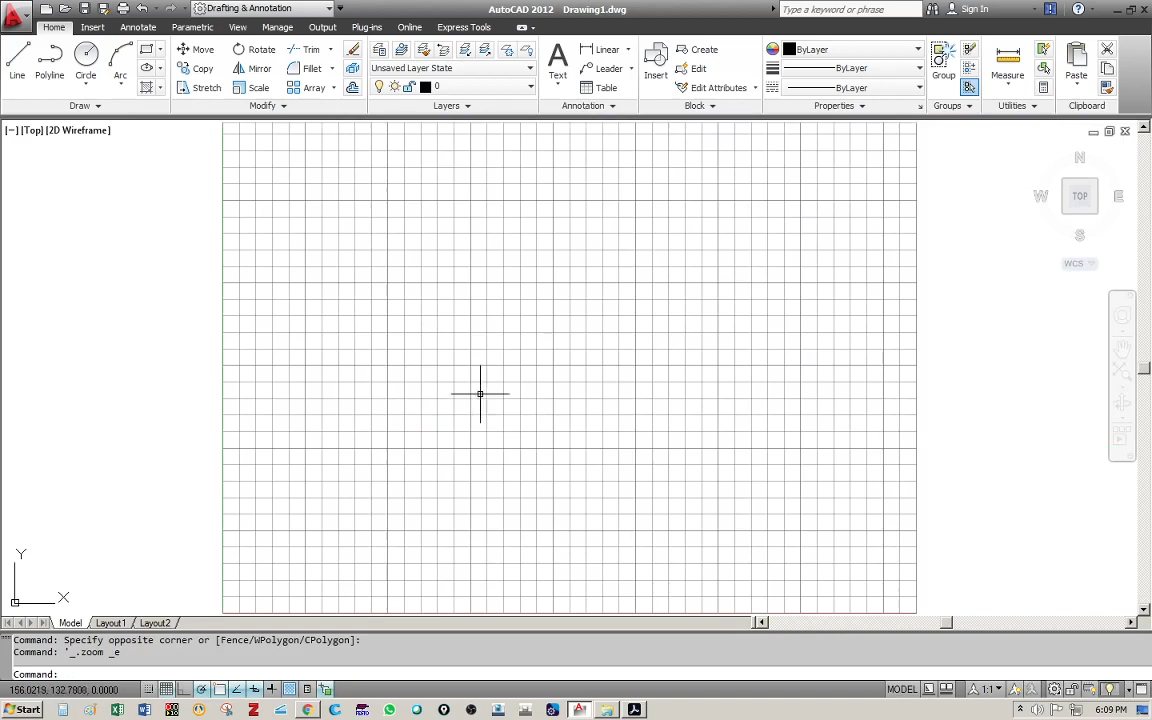 Drafting & Annotation
AutoCAD 2012 Drawing1.dwg
Type a keyword or phrase
Sign In
Home Insert Annotate Parametric View Manage Output Plug-ins Online Express Tools
Line Polyline Circle Arc
Move Rotate Trim
Copy Mirror Fillet
Stretch Scale Array
Unsaved Layer State
0
Text
Linear
Leader
Table
Insert
Create
Edit
Edit Attributes
ByLayer
ByLayer
ByLayer
Group
Measure
Paste
Draw Modify Layers Annotation Block Properties Groups Utilities Clipboard
[−] [Top] [2D Wireframe]
N
W TOP E
S
WCS
Y
X
Model Layout1 Layout2
Command: Specify opposite corner or [Fence/WPolygon/CPolygon]:
Command: '_.zoom _e
Command:
156.0219, 132.7908, 0.0000
MODEL
1:1
Start
6:09 PM